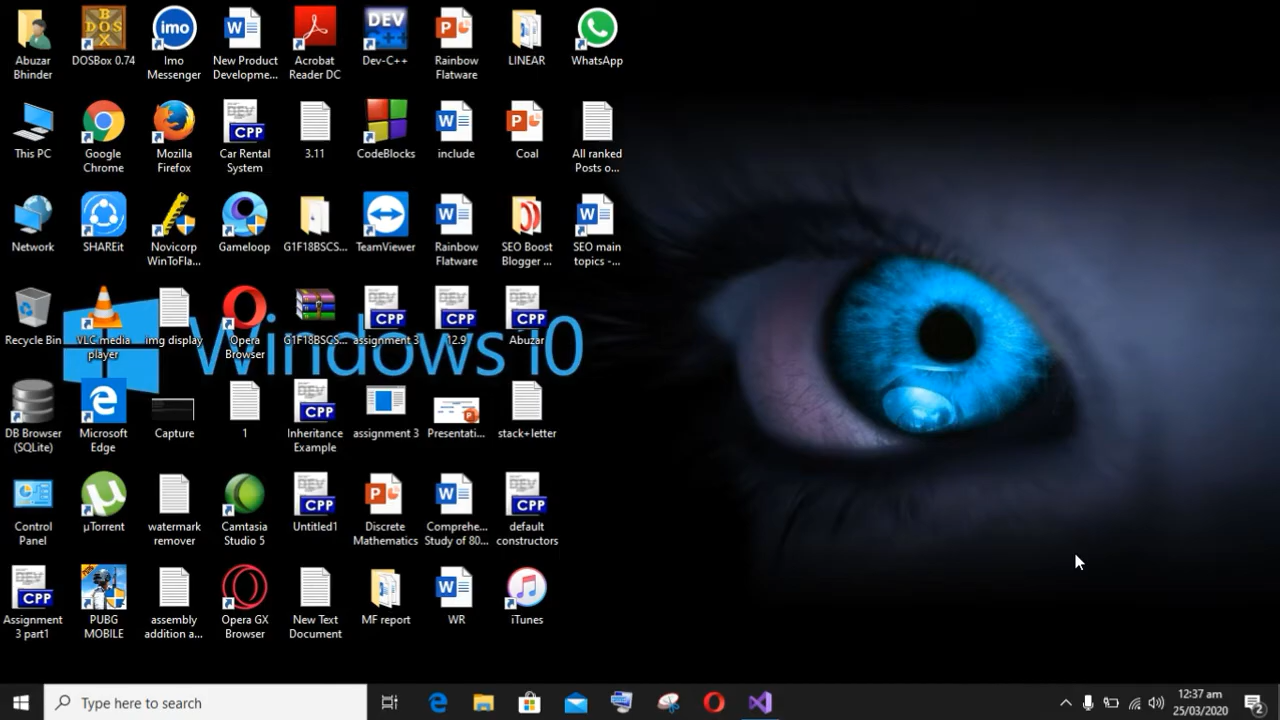 Abuzar
Bhinder
DOS
BOX
DOSBox 0.74
imo
Imo
Messenger
New Product
Developme...
Acrobat
Reader DC
DEV
Dev-C++
Rainbow
Flatware
LINEAR
WhatsApp
This PC
Google
Chrome
Mozilla
Firefox
DEV
CPP
Car Rental
System
3.11
CodeBlocks
include
Coal
All ranked
Posts o...
Network
SHAREit
Novicorp
WinToFla...
Gameloop
G1F18BSCS...
TeamViewer
Rainbow
Flatware
SEO Boost
Blogger ...
SEO main
topics -...
Recycle Bin
VLC media
player
img display
Opera
Browser
G1F18BSCS...
DEV
CPP
assignment 3
DEV
CPP
12.9
DEV
CPP
Abuzar
Windows 10
DB Browser
(SQLite)
Microsoft
Edge
Capture
1
CPP
Inheritance
Example
assignment 3
Presentati...
stack+letter
Control
Panel
µTorrent
watermark
remover
Camtasia
Studio 5
CPP
Untitled1
Discrete
Mathematics
Comprehe...
Study of 80...
CPP
default
constructors
CPP
Assignment
3 part1
PUBG
MOBILE
assembly
addition a...
Opera GX
Browser
New Text
Document
MF report
WR
iTunes
Type here to search
12:37 am
25/03/2020
2